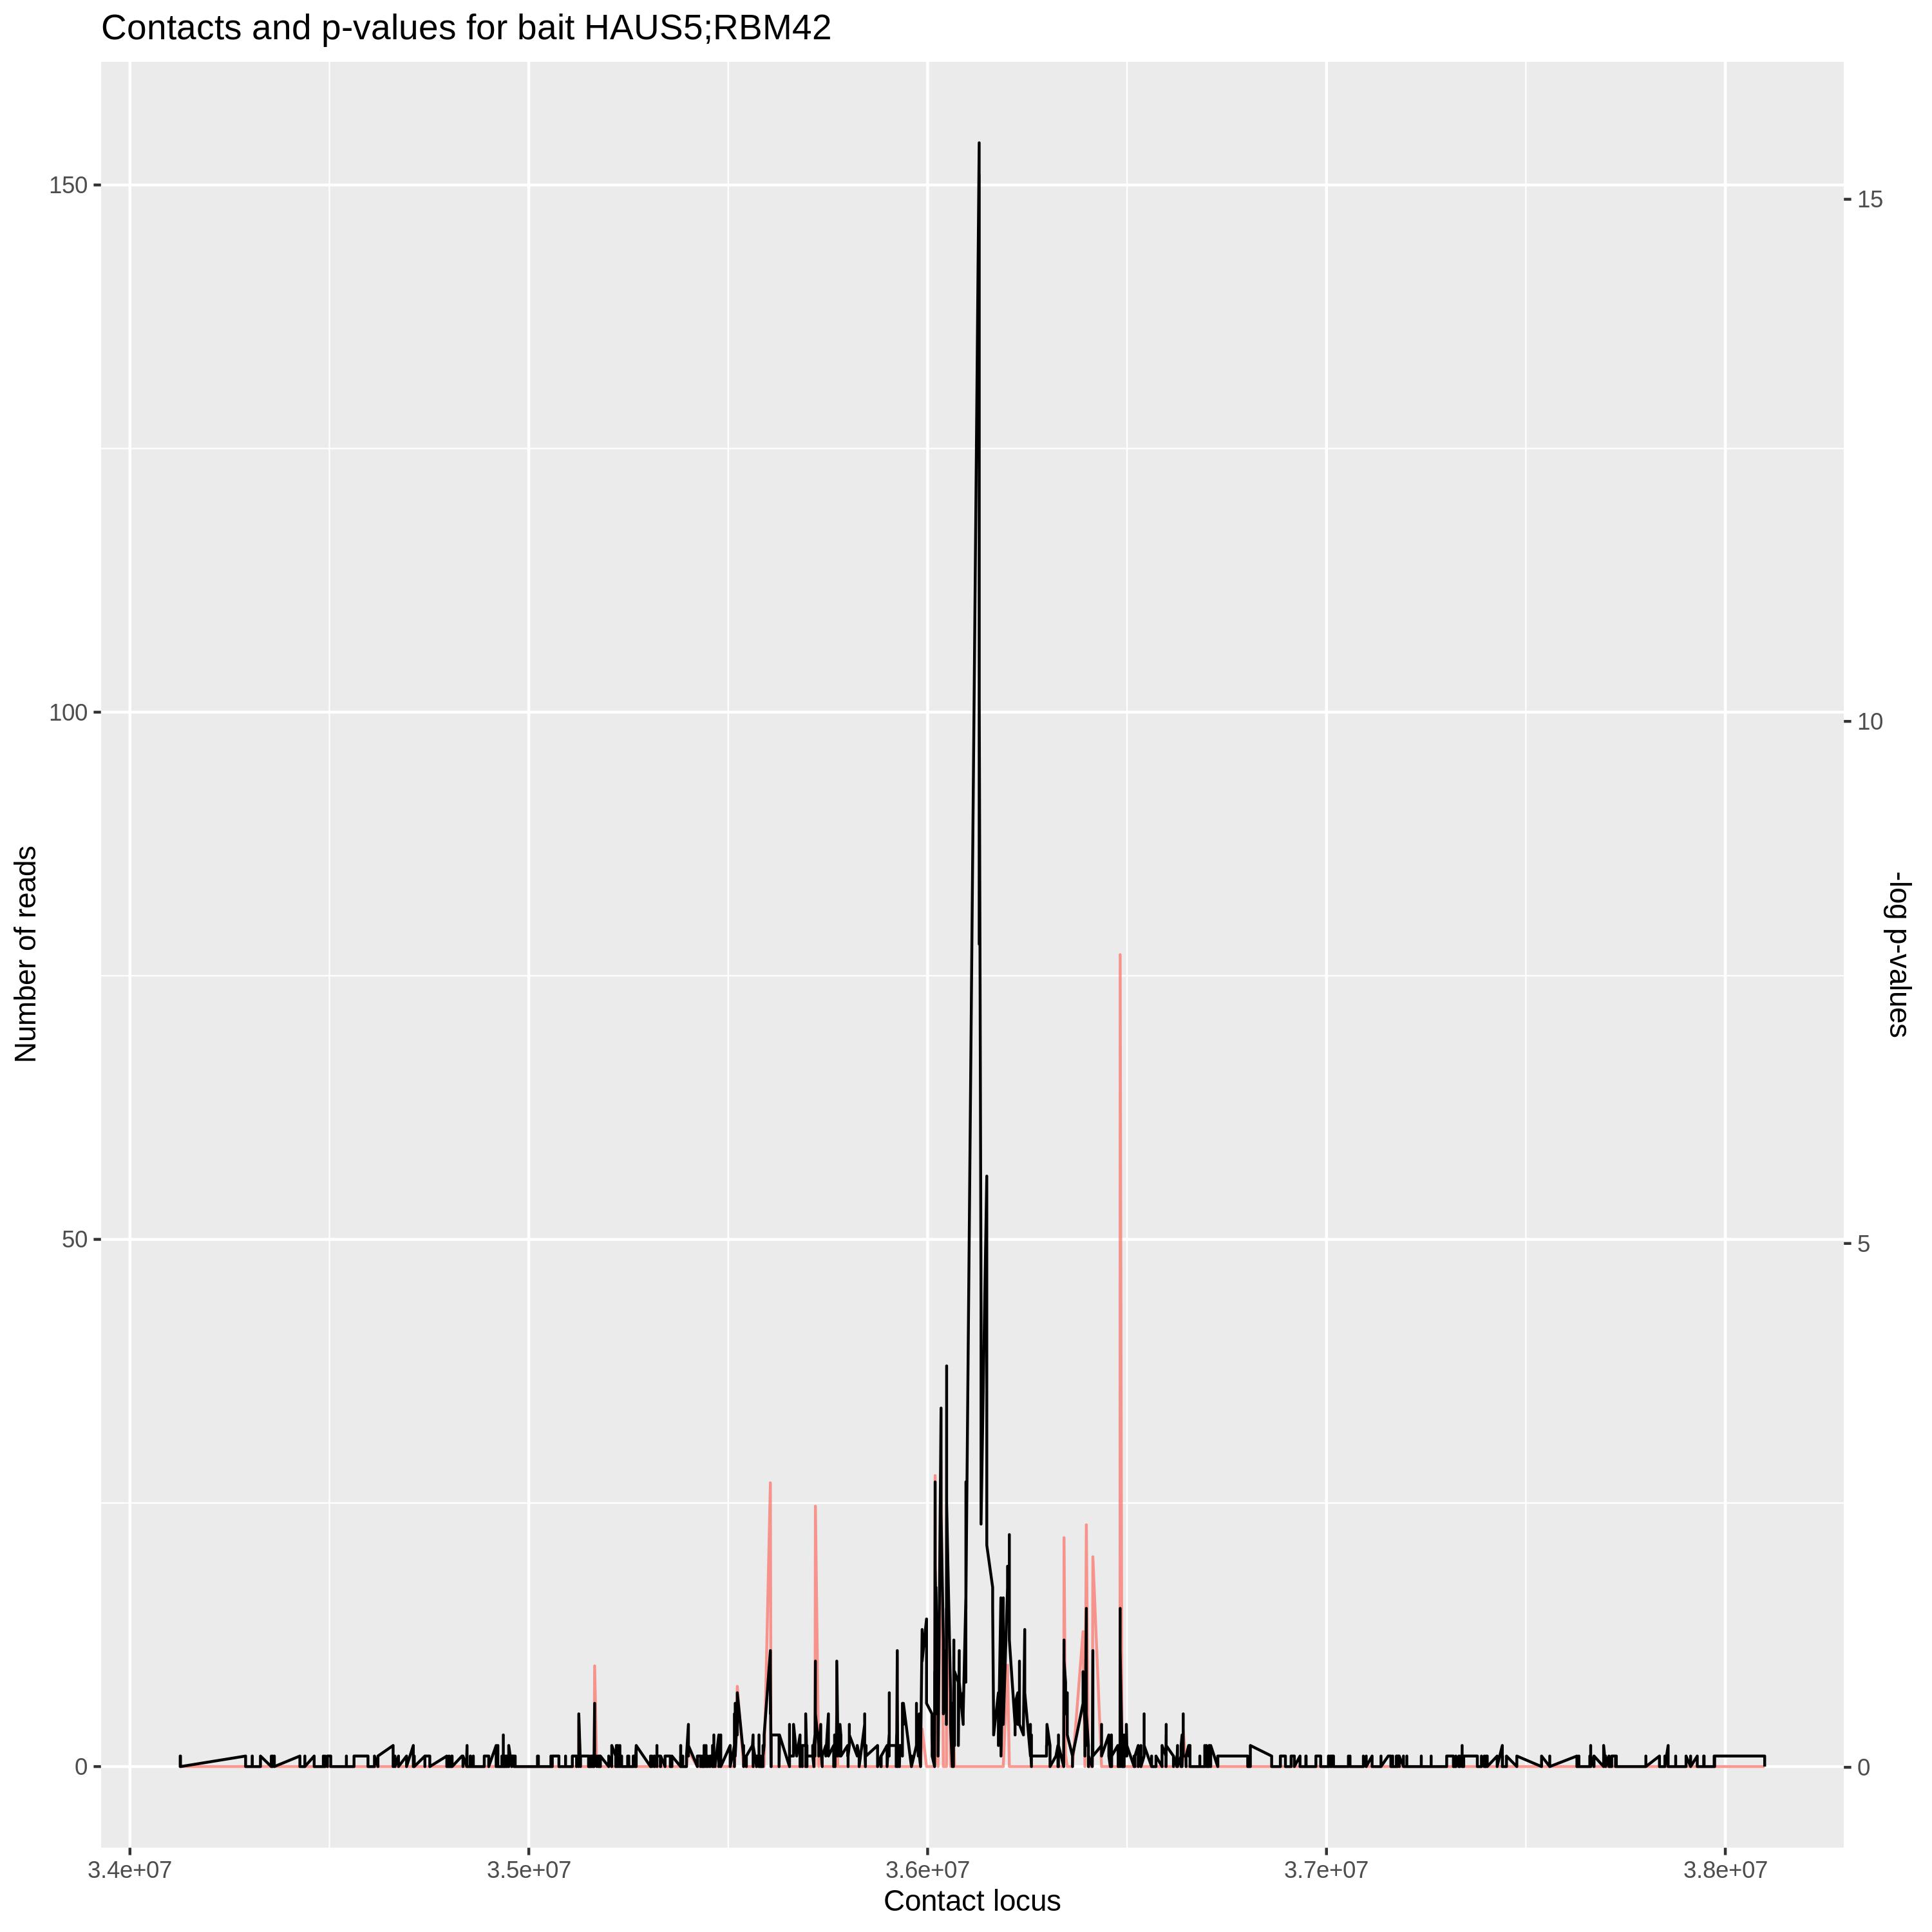 Contacts and p-values for bait HAUS5;RBM42
150
100
50
0
Number of reads
15
10
5
0
-log p-values
3.4e+07
3.5e+07
3.6e+07
3.7e+07
3.8e+07
Contact locus